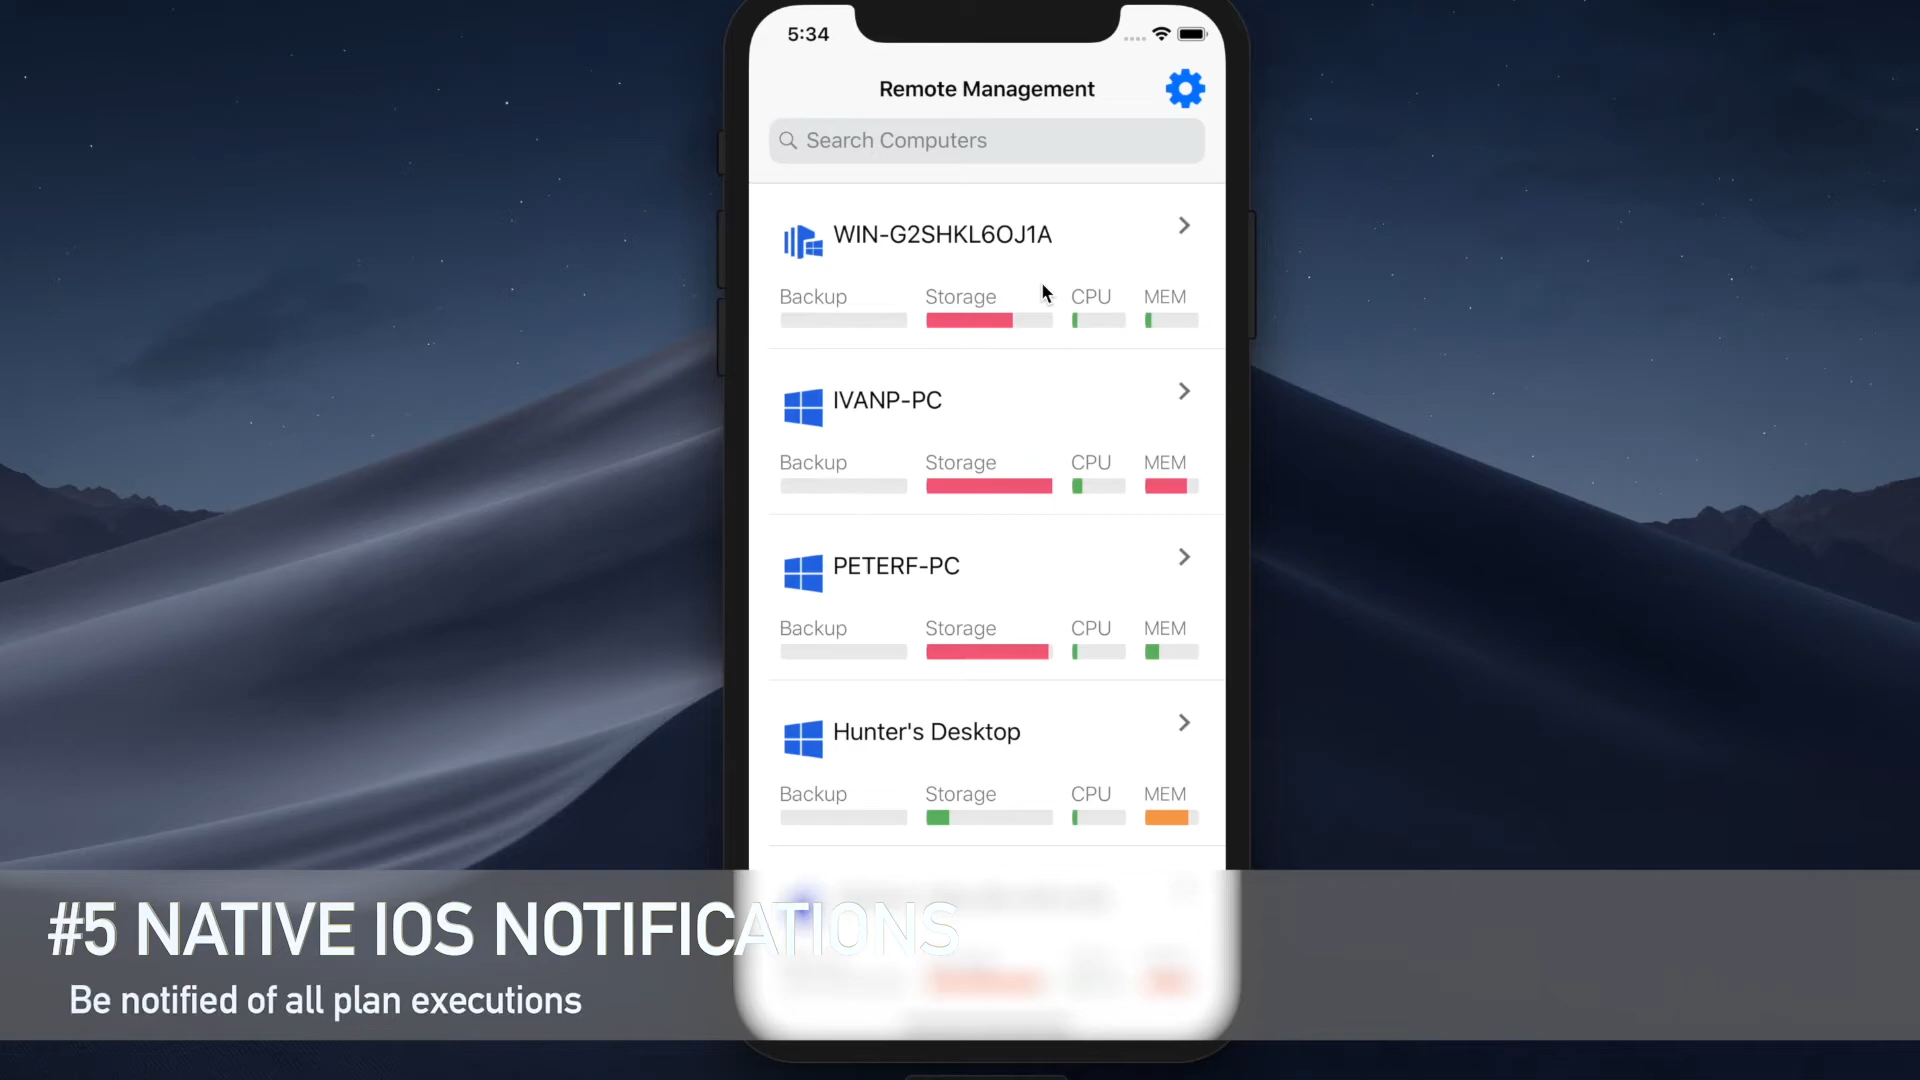 5:34
Remote Management
Search Computers
WIN-G2SHKL6OJ1A
Backup Storage CPU MEM
IVANP-PC
Backup Storage CPU MEM
PETERF-PC
Backup Storage CPU MEM
Hunter's Desktop
Backup Storage CPU MEM
#5 NATIVE IOS NOTIFICATIONS
Be notified of all plan executions